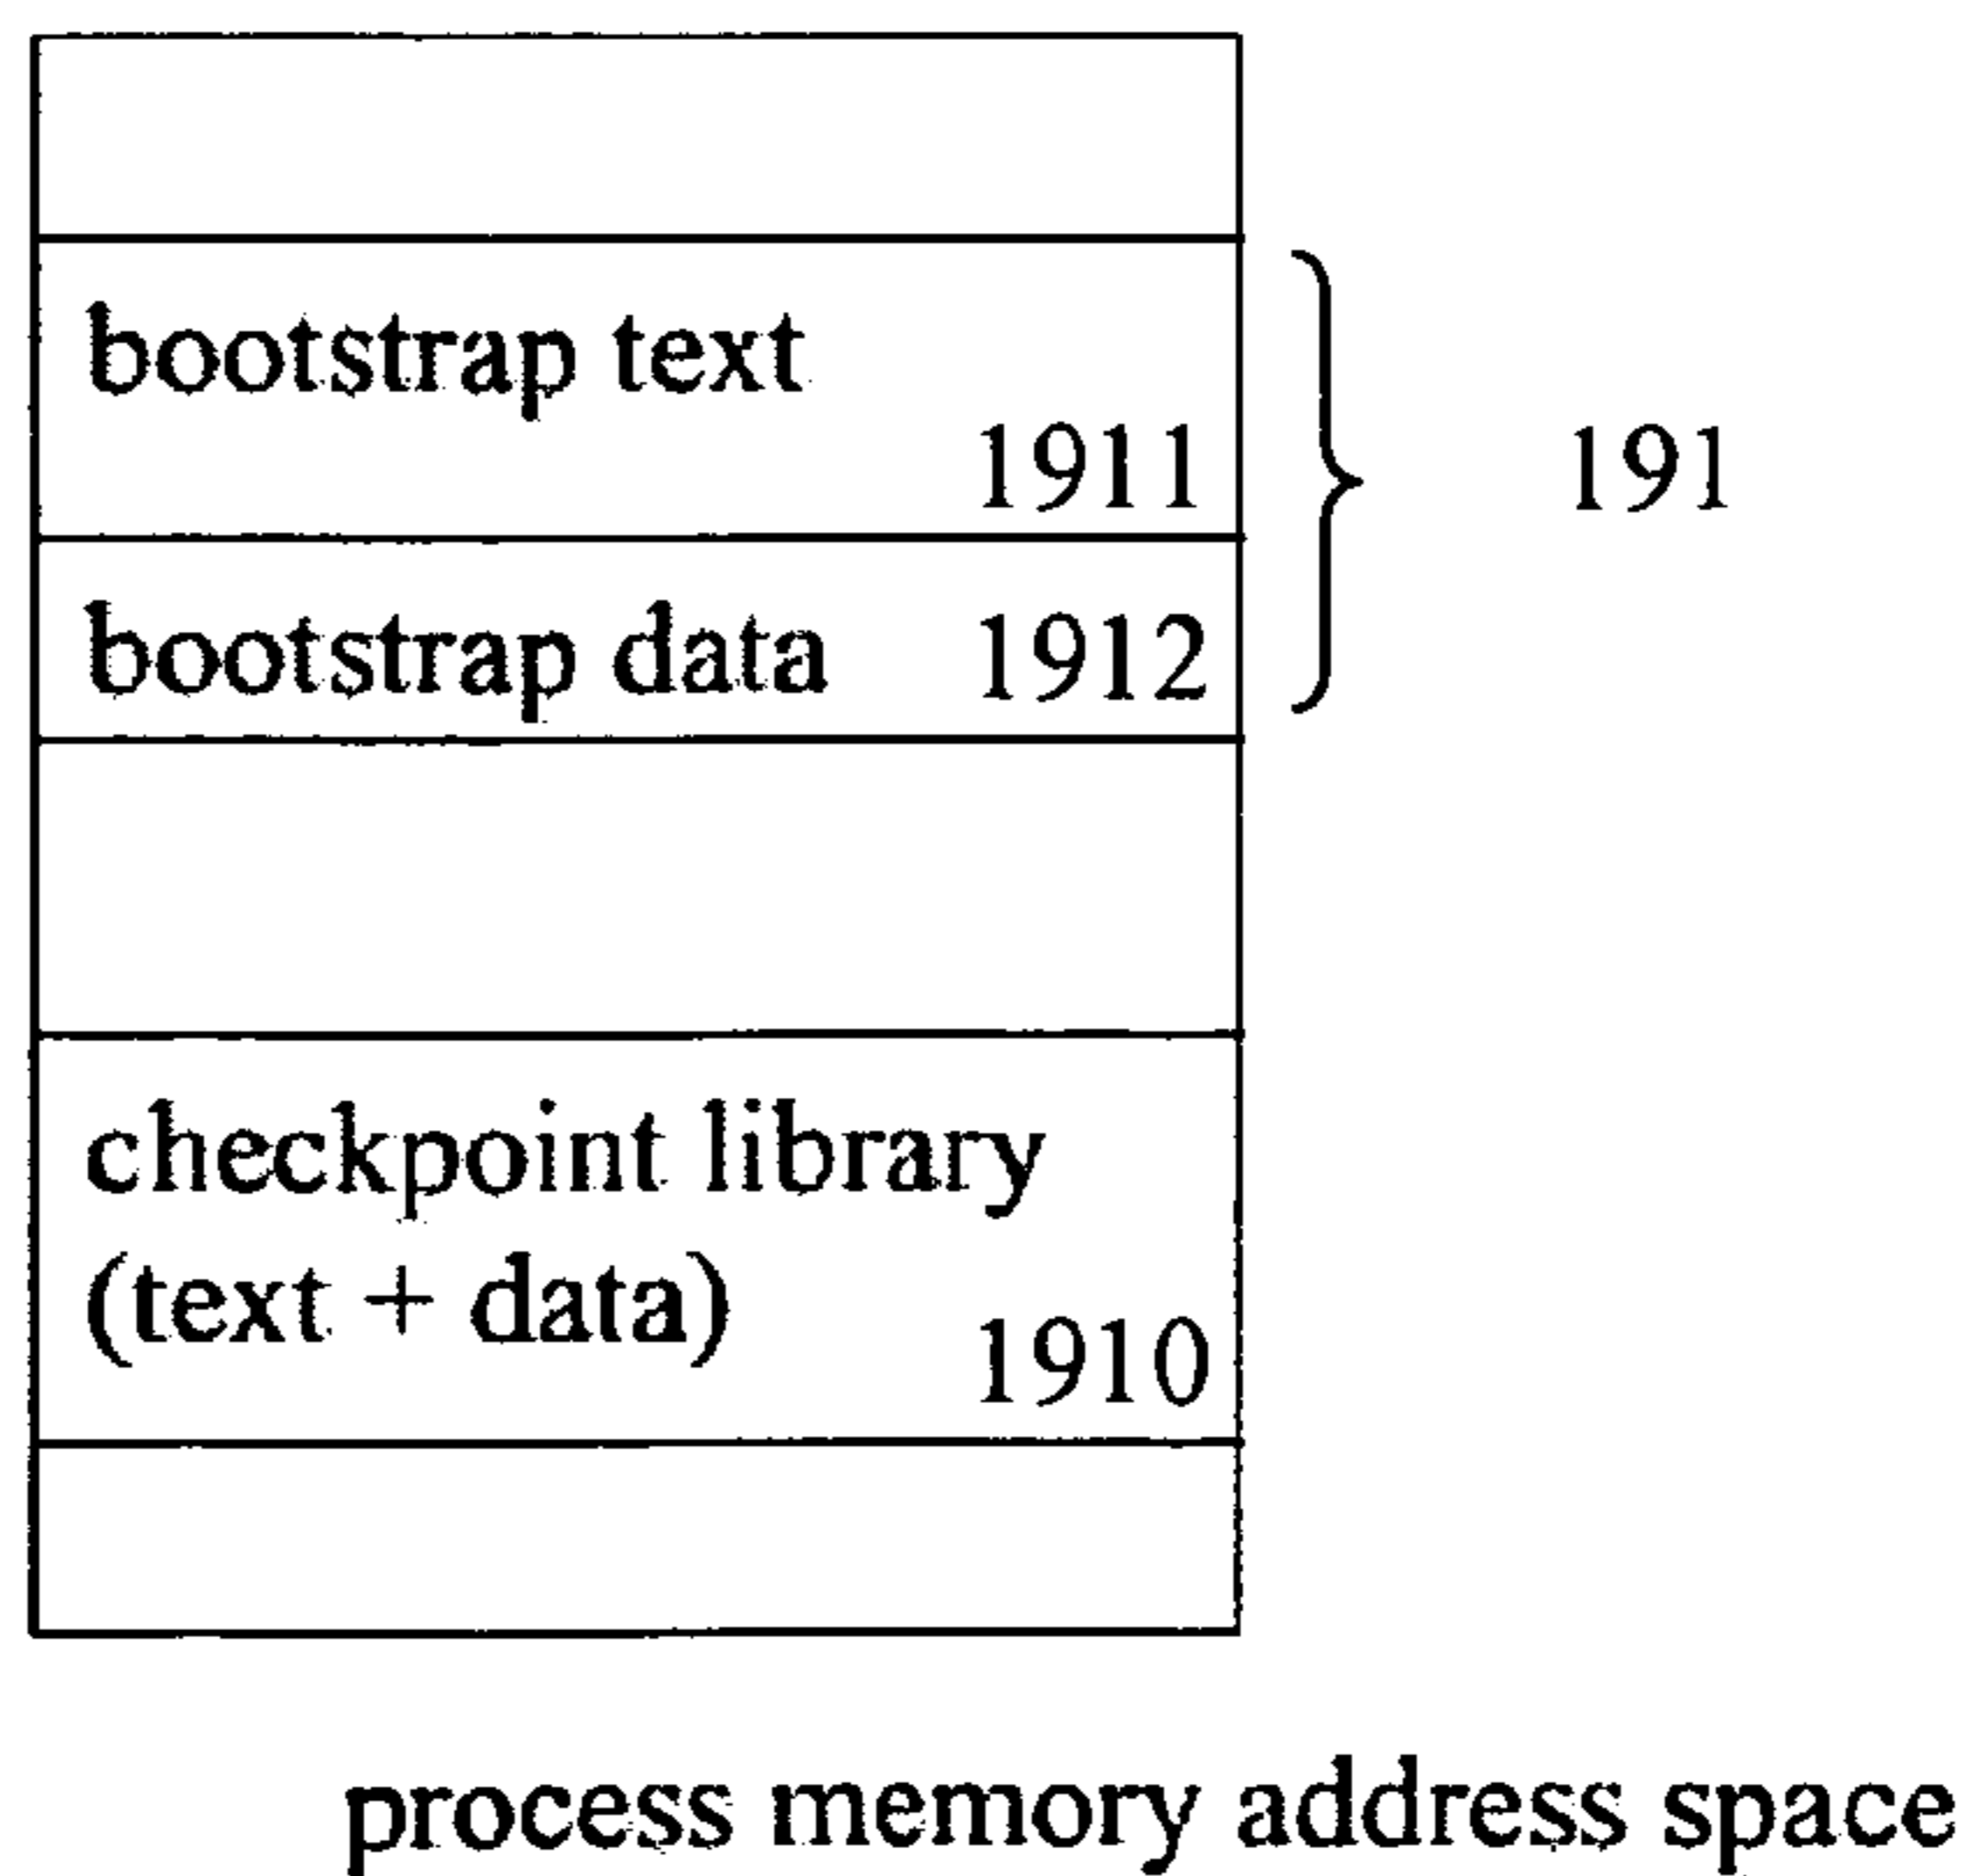 bootstrap text
1911
191
bootstrap data 1912
checkpoint library
(text + data)
1910
process memory address space